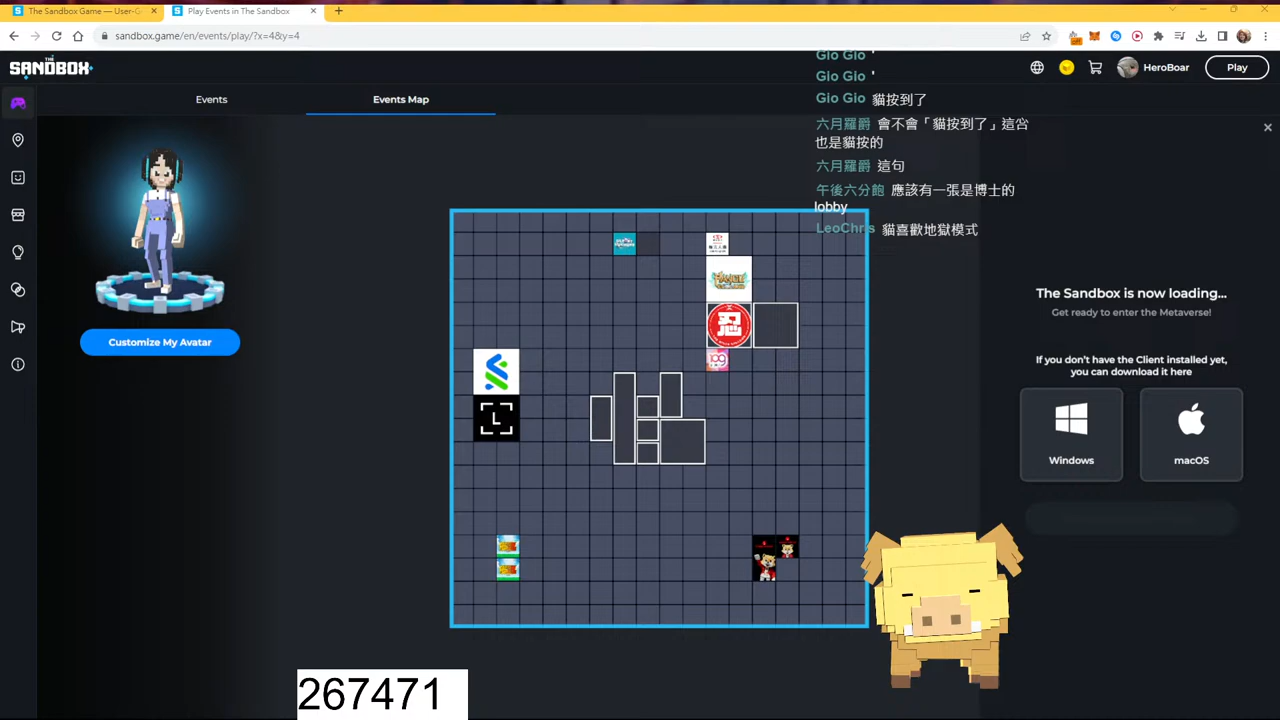 The Sandbox Game — User-G
Play Events in The Sandbox
sandbox.game/en/events/play/?x=4&y=4
THE
SANDBOX
HeroBoar
Play
Events
Events Map
Gio Gio '
Gio Gio '
Gio Gio 貓按到了
六月羅爵 會不會「貓按到了」這句
也是貓按的
六月羅爵 這句
午後六分飽 應該有一張是博士的
lobby
LeoChris 貓喜歡地獄模式
Customize My Avatar
忍
L
The Sandbox is now loading...
Get ready to enter the Metaverse!
If you don't have the Client installed yet,
you can download it here
Windows
macOS
267471